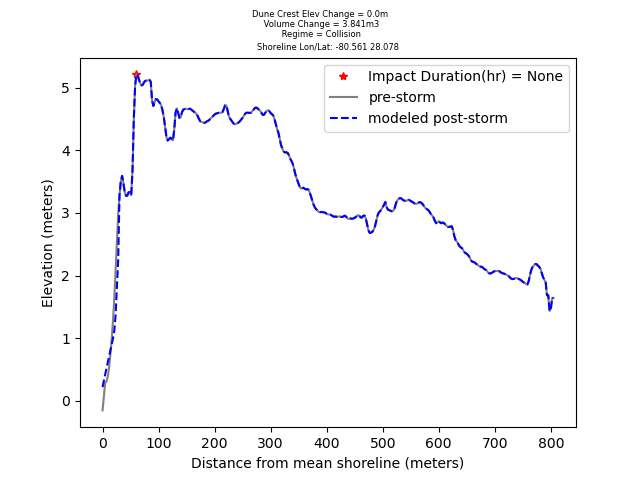 Dune Crest Elev Change = 0.0m
Volume Change = 3.841m3
Regime = Collision
Shoreline Lon/Lat: -80.561 28.078
Impact Duration(hr) = None
pre-storm
modeled post-storm
Elevation (meters)
5
4
3
2
1
0
0 100 200 300 400 500 600 700 800
Distance from mean shoreline (meters)